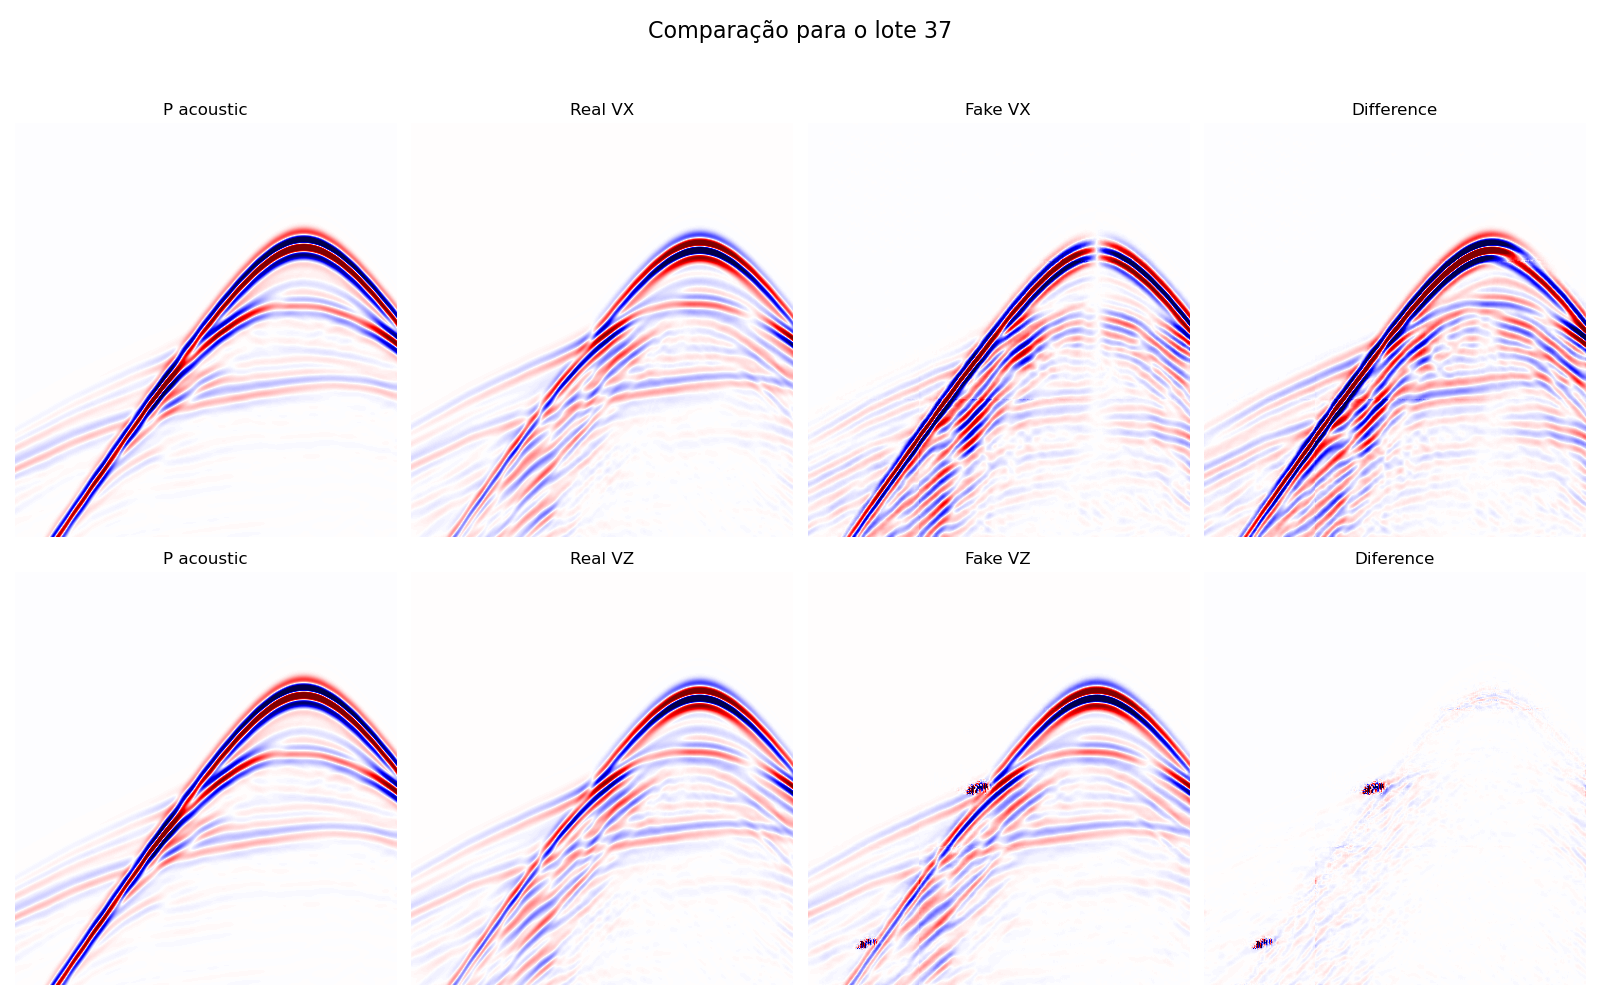 Comparação para o lote 37
P acoustic
Real VX
Fake VX
Difference
P acoustic
Real VZ
Fake VZ
Diference